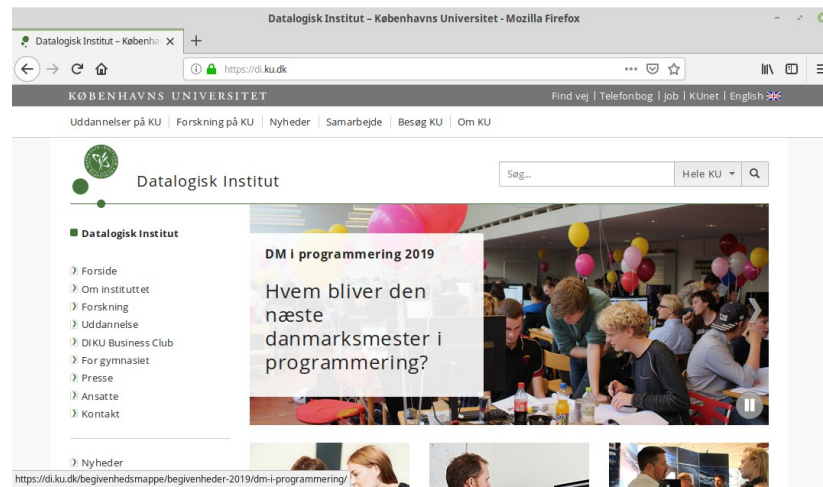 Datalogisk Institut – Københavns Universitet - Mozilla Firefox
Datalogisk Institut – Københa
https://di.ku.dk
KØBENHAVNS UNIVERSITET
Find vej | Telefonbog | Job | KUnet | English
Uddannelser på KU | Forskning på KU | Nyheder | Samarbejde | Besøg KU | Om KU
Datalogisk Institut
Søg...
Hele KU
Datalogisk Institut
Forside
Om instituttet
Forskning
Uddannelse
DIKU Business Club
For gymnasiet
Presse
Ansatte
Kontakt
Nyheder
DM i programmering 2019
Hvem bliver den
næste
danmarksmester i
programmering?
https://di.ku.dk/begivenhedsmappe/begivenheder-2019/dm-i-programmering/